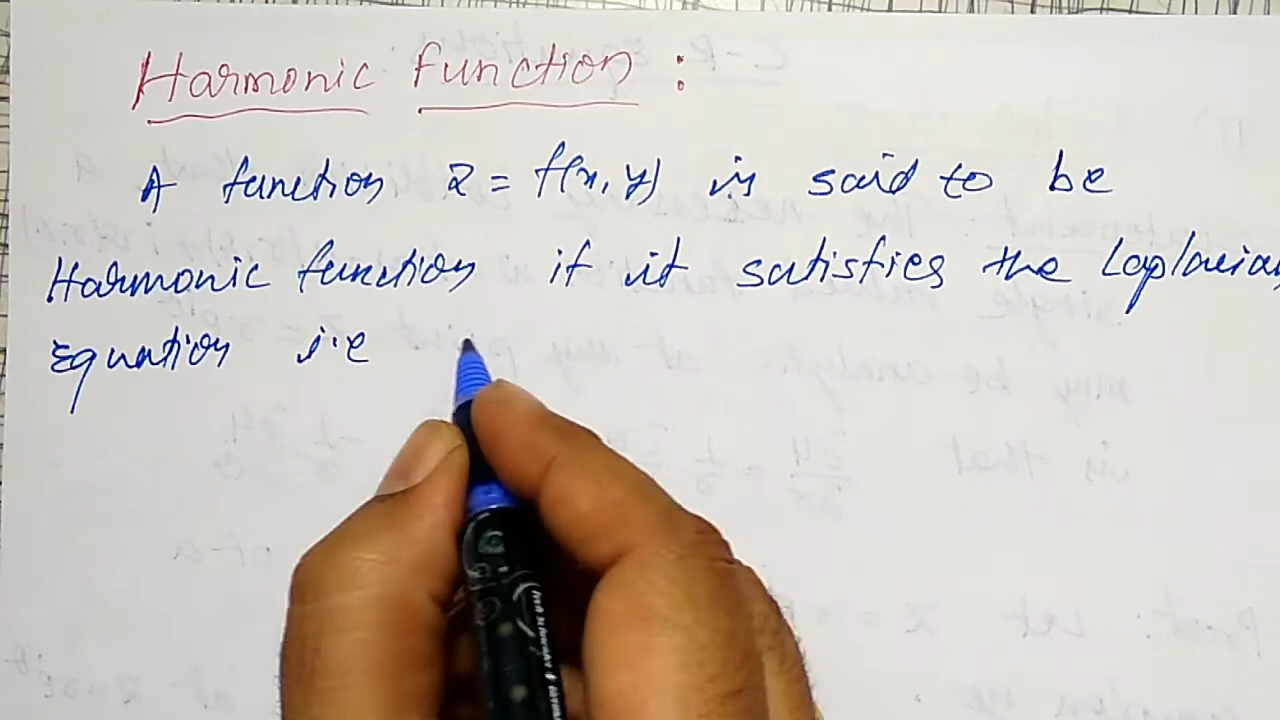 Harmonic function :
A function z = f(x, y) is said to be
Harmonic function if it satisfies the Laplacian
Equation i.e